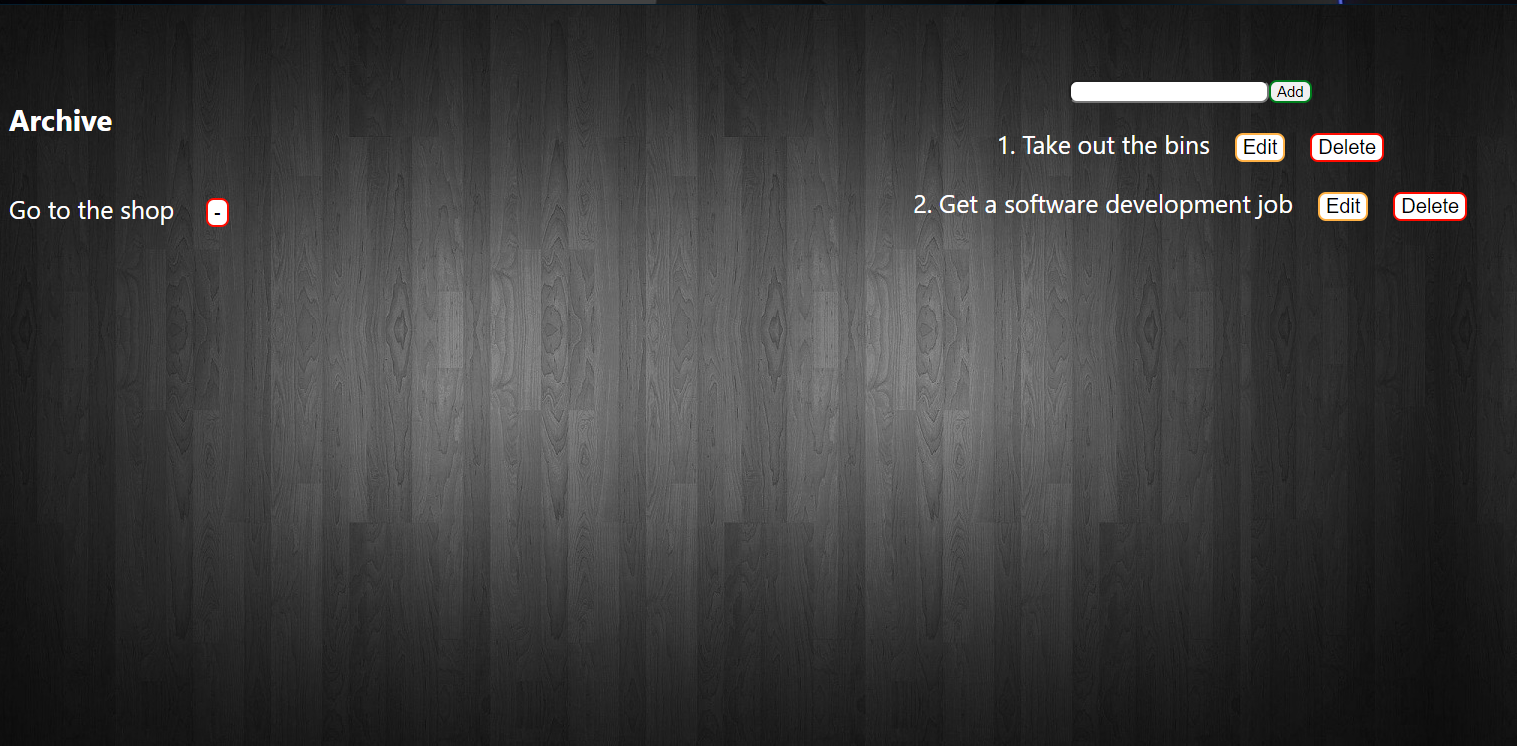 Archive
Go to the shop -
Add
1. Take out the bins Edit Delete
2. Get a software development job Edit Delete